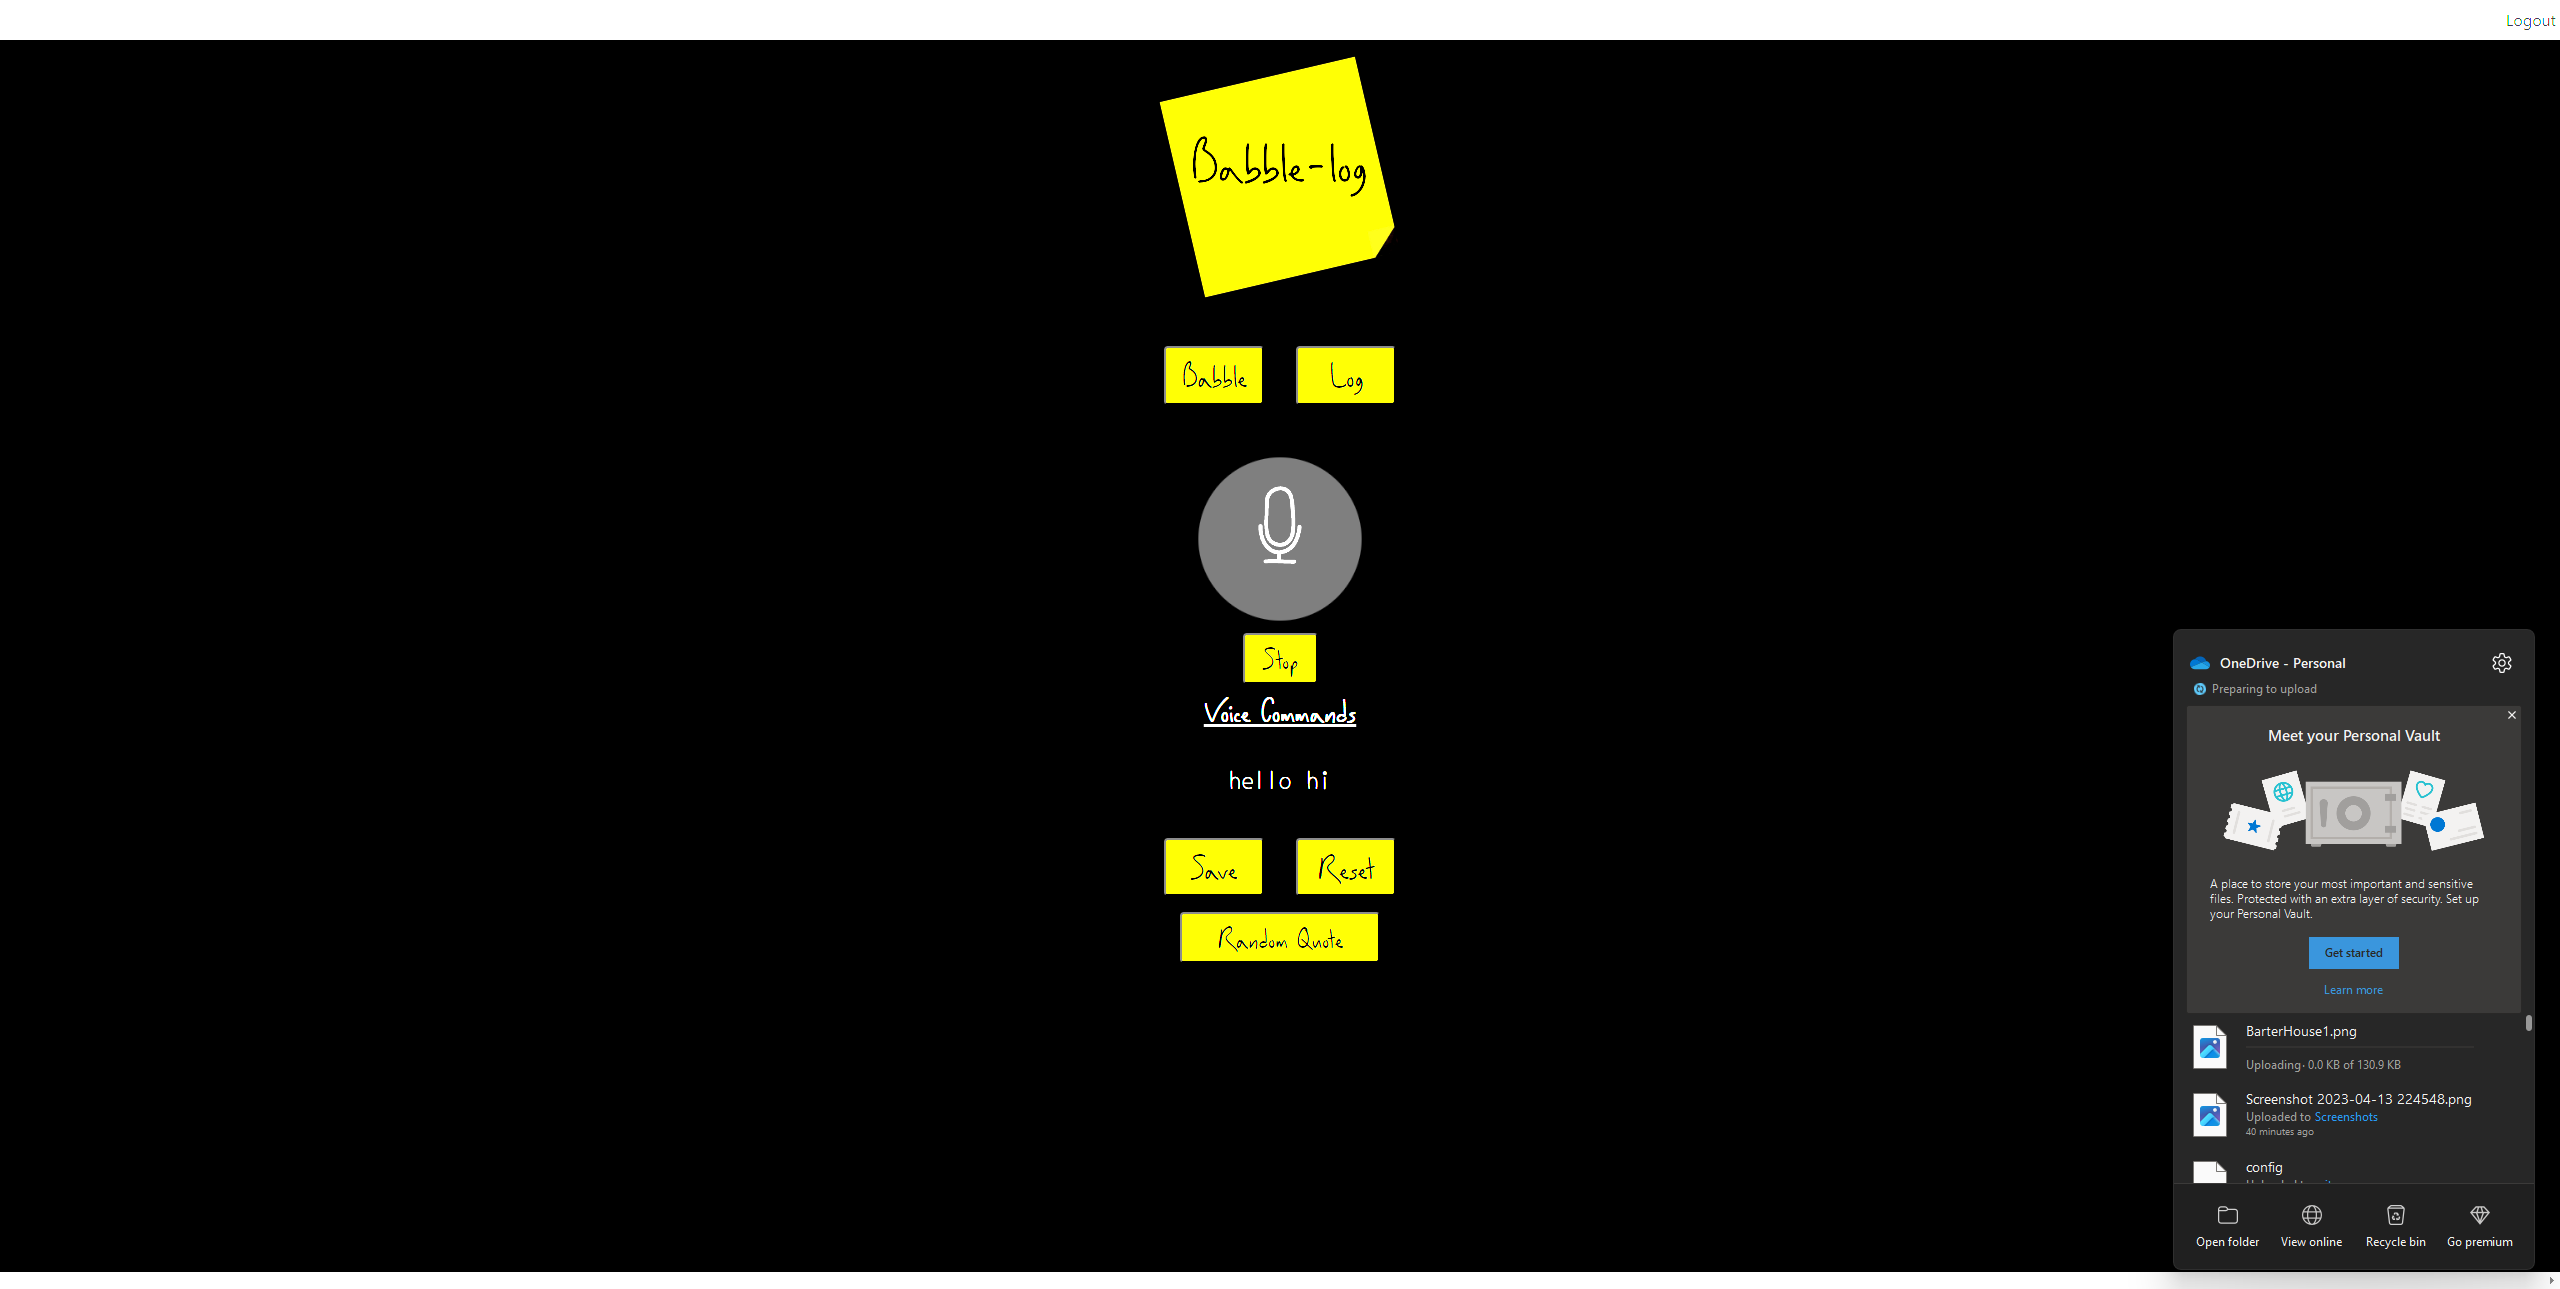 Logout
Babble-log
Babble
Log
Stop
Voice Commands
hello hi
Save
Reset
Random Quote
OneDrive - Personal
Preparing to upload
Meet your Personal Vault
A place to store your most important and sensitive
files. Protected with an extra layer of security. Set up
your Personal Vault.
Get started
Learn more
BarterHouse1.png
Uploading · 0.0 KB of 130.9 KB
Screenshot 2023-04-13 224548.png
Uploaded to Screenshots
40 minutes ago
config
Open folder
View online
Recycle bin
Go premium